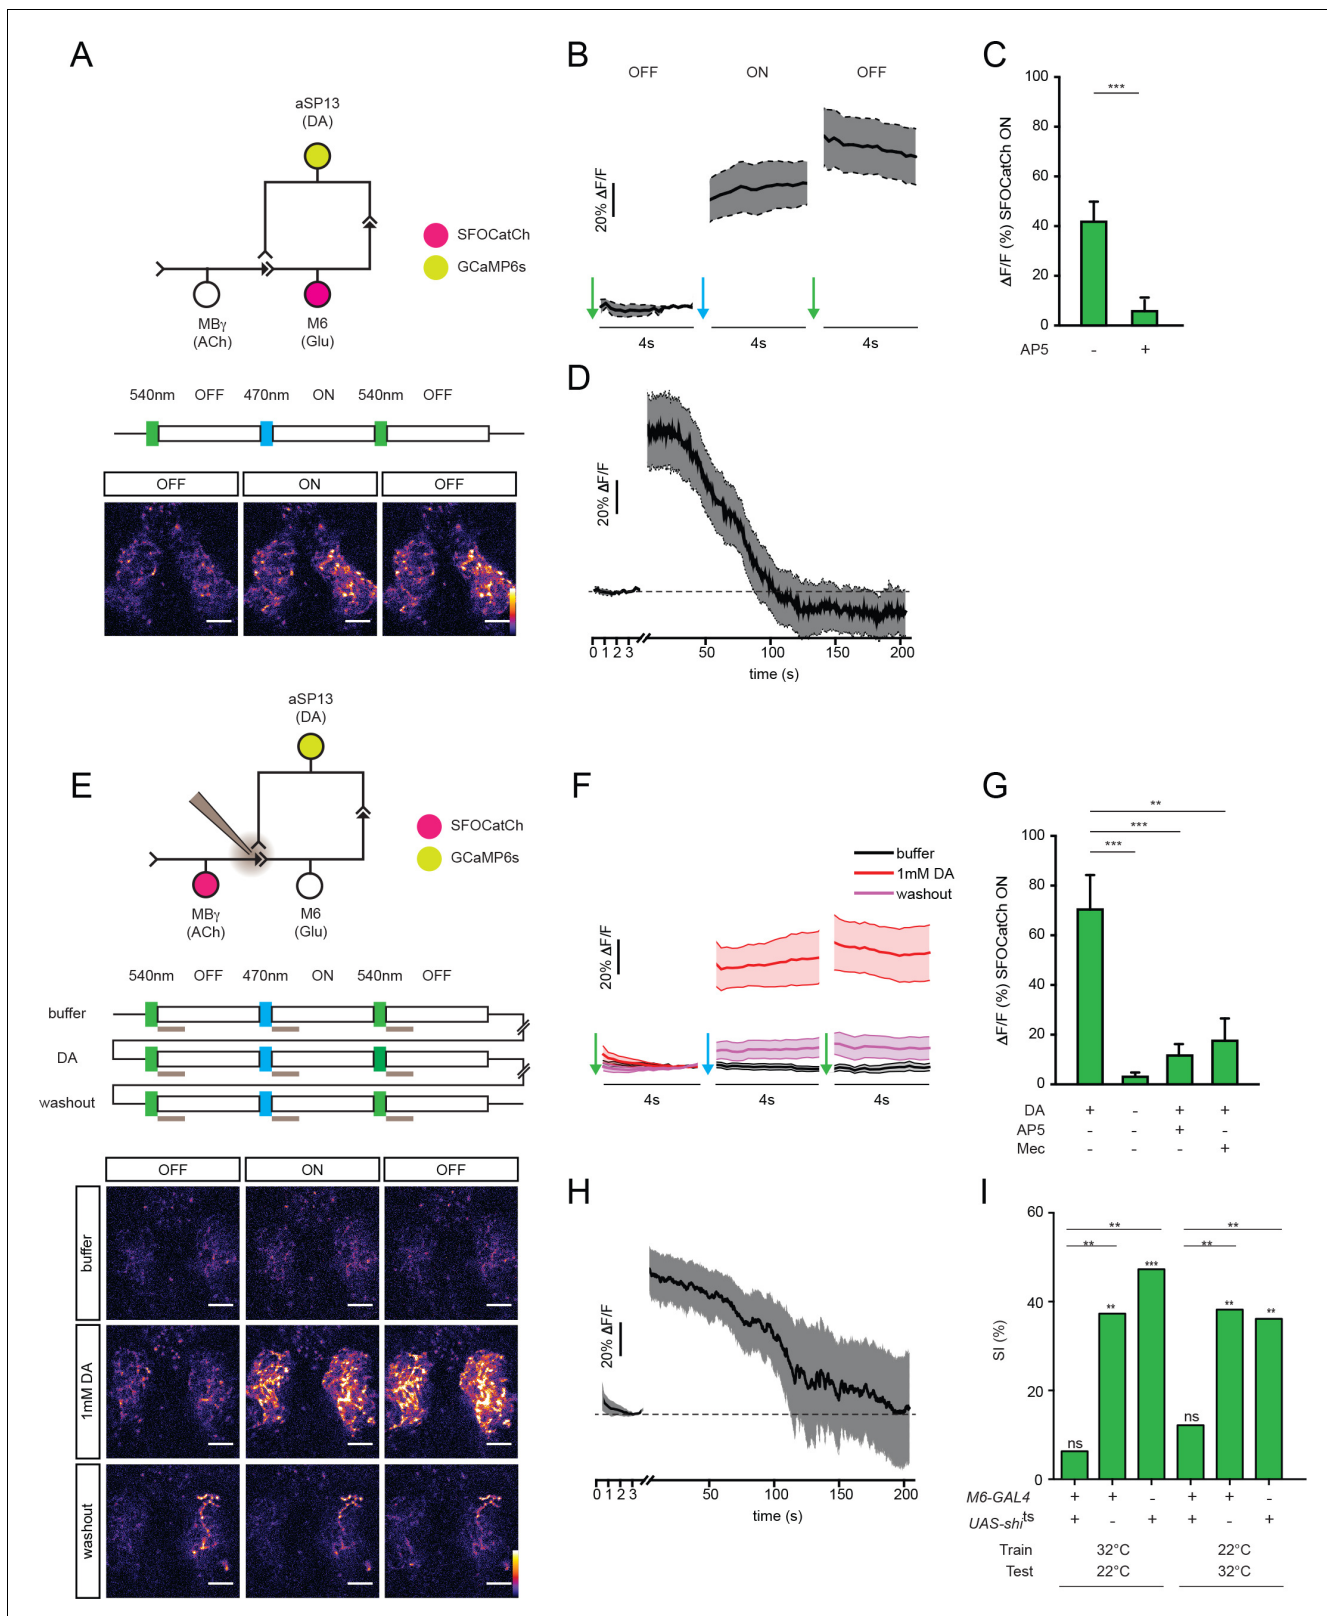 A
aSP13
(DA)
SFOCatCh
GCaMP6s
MBγ
(ACh)
M6
(Glu)
540nm OFF 470nm ON 540nm OFF
OFF ON OFF
B
OFF ON OFF
20% ΔF/F
4s 4s 4s
C
ΔF/F (%) SFOCatCh ON
100
80
60
40
20
0
***
AP5 - +
D
20% ΔF/F
0 1 2 3 50 100 150 200
time (s)
E
aSP13
(DA)
SFOCatCh
GCaMP6s
MBγ
(ACh)
M6
(Glu)
540nm OFF 470nm ON 540nm OFF
buffer
DA
washout
OFF ON OFF
buffer
1mM DA
washout
F
buffer
1mM DA
washout
20% ΔF/F
4s 4s 4s
G
ΔF/F (%) SFOCatCh ON
100
80
60
40
20
0
**
***
***
DA + - + +
AP5 - - + -
Mec - - - +
H
20% ΔF/F
0 1 2 3 50 100 150 200
time (s)
I
SI (%)
60
40
20
0
** **
** **
ns ** *** ns ** **
M6-GAL4 + + - + + -
UAS-shi^ts + - + + - +
Train 32°C 22°C
Test 22°C 32°C